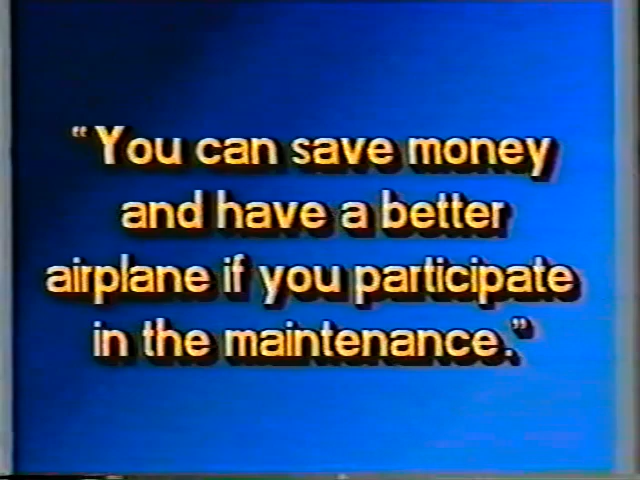 “You can save money
and have a better
airplane if you participate
in the maintenance.”